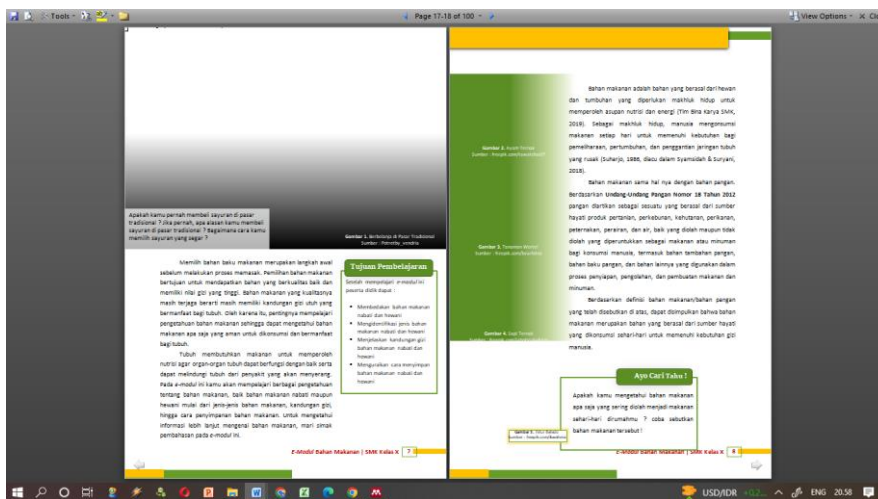 Tools
Page 17-18 of 100
View Options
Clo
Apakah kamu pernah membeli sayuran di pasar
tradisional ? Jika pernah, apa alasan kamu membeli
sayuran di pasar tradisional ? Bagaimana cara kamu
memilih sayuran yang segar ?
Gambar 1. Berbelanja di Pasar Tradisional
Memilih bahan baku makanan merupakan langkah awal
sebelum melakukan proses memasak. Pemilihan bahan makanan
bertujuan untuk mendapatkan bahan yang berkualitas baik dan
memiliki nilai gizi yang tinggi. Bahan makanan yang kualitasnya
masih terjaga berarti masih memiliki kandungan gizi utuh yang
bermanfaat bagi tubuh. Oleh karena itu, pentingnya mempelajari
pengetahuan bahan makanan sehingga dapat mengetahui bahan
makanan apa saja yang aman untuk dikonsumsi dan bermanfaat
bagi tubuh.
Tubuh membutuhkan makanan untuk memperoleh
nutrisi agar organ-organ tubuh dapat berfungsi dengan baik serta
dapat melindungi tubuh dari penyakit yang akan menyerang.
Pada e-modul ini kamu akan mempelajari berbagai pengetahuan
tentang bahan makanan, baik bahan makanan nabati maupun
hewani mulai dari jenis-jenis bahan makanan, kandungan gizi,
hingga cara penyimpanan bahan makanan. Untuk mengetahui
informasi lebih lanjut mengenai bahan makanan, mari simak
pembahasan pada e-modul ini.
Tujuan Pembelajaran
Setelah mempelajari e-modul ini
peserta didik dapat :
• Membedakan bahan makanan
nabati dan hewani
• Mengidentifikasi jenis bahan
makanan nabati dan hewani
• Menjelaskan kandungan gizi
bahan makanan nabati dan
hewani
• Menguraikan cara menyimpan
bahan makanan nabati dan
hewani
E-Modul Bahan Makanan | SMK Kelas X 7
Bahan makanan adalah bahan yang berasal dari hewan
dan tumbuhan yang diperlukan makhluk hidup untuk
memperoleh asupan nutrisi dan energi (Tim Bina Karya SMK,
2019). Sebagai makhluk hidup, manusia mengonsumsi
makanan setiap hari untuk memenuhi kebutuhan bagi
pemeliharaan, pertumbuhan, dan penggantian jaringan tubuh
yang rusak (Suharjo, 1986, diacu dalam Syamsidah & Suryani,
2018).
Bahan makanan sama hal nya dengan bahan pangan.
Berdasarkan Undang-Undang Pangan Nomor 18 Tahun 2012
pangan diartikan sebagai sesuatu yang berasal dari sumber
hayati produk pertanian, perkebunan, kehutanan, perikanan,
peternakan, perairan, dan air, baik yang diolah maupun tidak
diolah yang diperuntukkan sebagai makanan atau minuman
bagi konsumsi manusia, termasuk bahan tambahan pangan,
bahan baku pangan, dan bahan lainnya yang digunakan dalam
proses penyiapan, pengolahan, dan pembuatan makanan dan
minuman.
Berdasarkan definisi bahan makanan/bahan pangan
yang telah disebutkan di atas, dapat disimpulkan bahwa bahan
makanan merupakan bahan yang berasal dari sumber hayati
yang dikonsumsi sehari-hari untuk memenuhi kebutuhan gizi
manusia.
Ayo Cari Tahu !
Apakah kamu mengetahui bahan makanan
apa saja yang sering diolah menjadi makanan
sehari-hari dirumahmu ? coba sebutkan
bahan makanan tersebut !
E-Modul Bahan Makanan | SMK Kelas X 8
USD/IDR
ENG
20.58